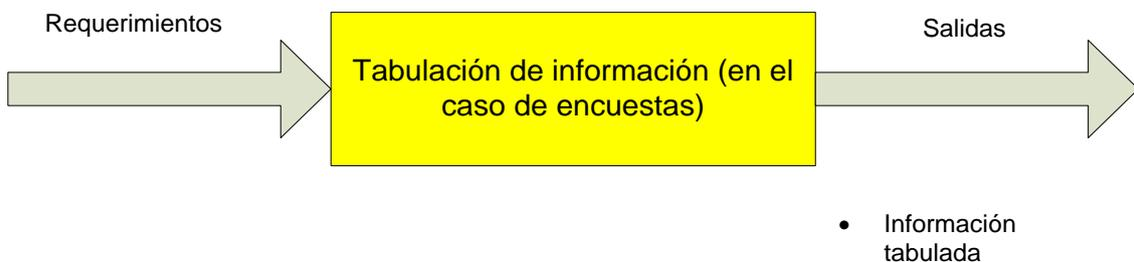 Requerimientos
Tabulación de información (en el
caso de encuestas)
Salidas
• Información
tabulada